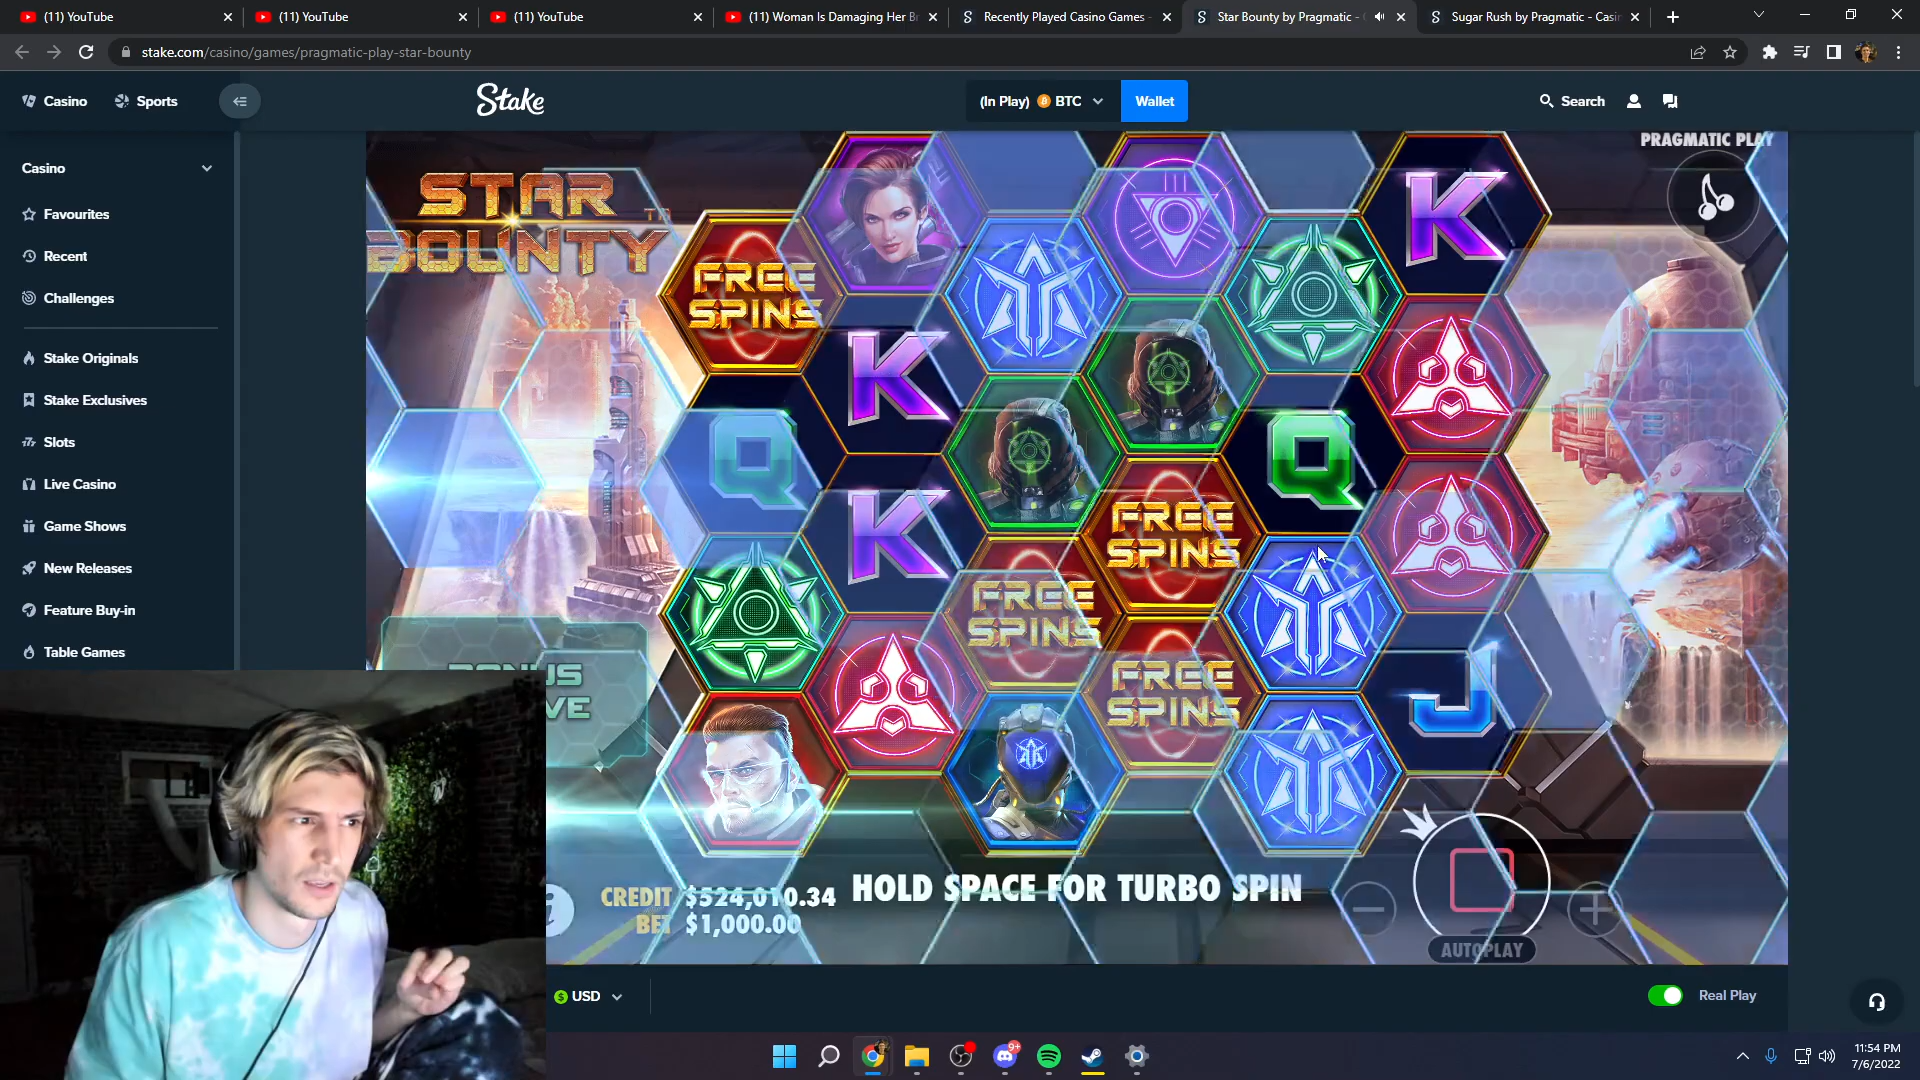 (11) YouTube
(11) YouTube
(11) YouTube
(11) Woman Is Damaging Her Br
Recently Played Casino Games -
Star Bounty by Pragmatic -
Sugar Rush by Pragmatic - Casi
stake.com/casino/games/pragmatic-play-star-bounty
Casino
Sports
Stake
(In Play) BTC
Wallet
Search
Casino
Favourites
Recent
Challenges
Stake Originals
Stake Exclusives
Slots
Live Casino
Game Shows
New Releases
Feature Buy-in
Table Games
PRAGMATIC PLAY
STAR
BOUNTY
TM
K
FREE
SPINS
K
Q
Q
K
FREE
SPINS
FREE
SPINS
FREE
SPINS
J
CREDIT $524,010.34
BET $1,000.00
HOLD SPACE FOR TURBO SPIN
AUTOPLAY
USD
Real Play
9+
11:54 PM
7/6/2022